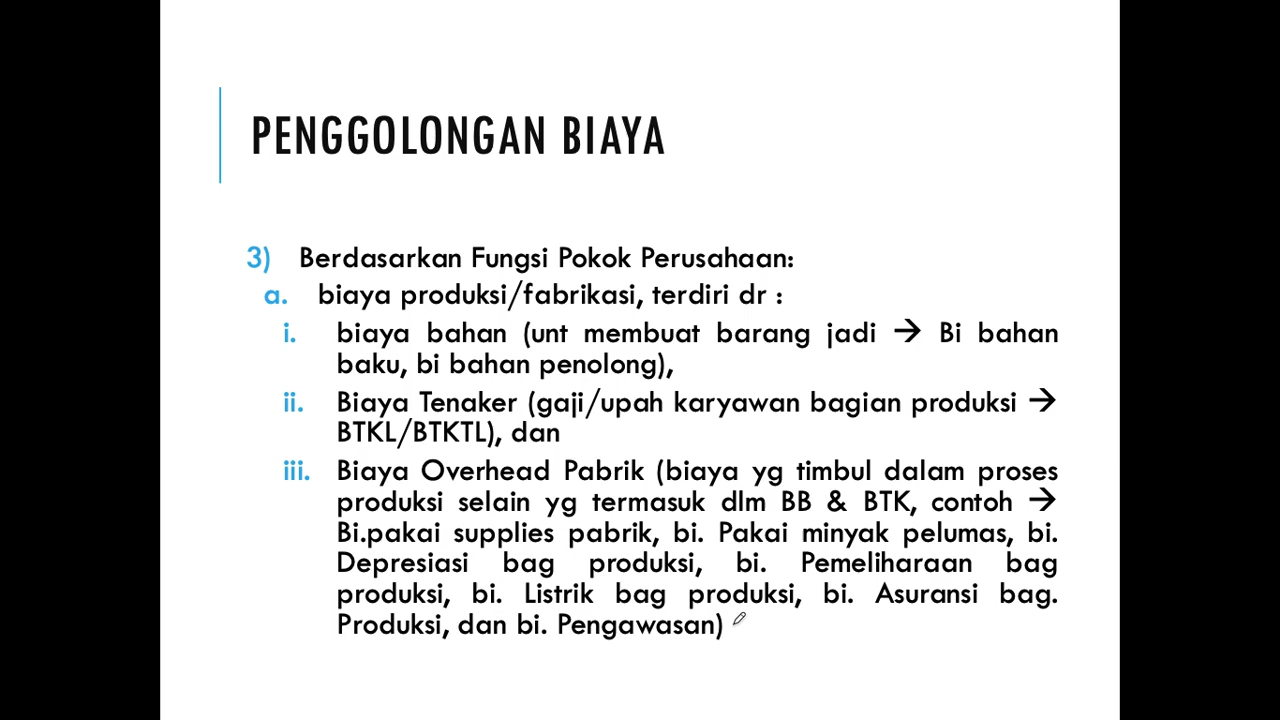 PENGGOLONGAN BIAYA
3) Berdasarkan Fungsi Pokok Perusahaan:
a. biaya produksi/fabrikasi, terdiri dr :
i. biaya bahan (unt membuat barang jadi → Bi bahan
baku, bi bahan penolong),
ii. Biaya Tenaker (gaji/upah karyawan bagian produksi →
BTKL/BTKTL), dan
iii. Biaya Overhead Pabrik (biaya yg timbul dalam proses
produksi selain yg termasuk dlm BB & BTK, contoh →
Bi.pakai supplies pabrik, bi. Pakai minyak pelumas, bi.
Depresiasi bag produksi, bi. Pemeliharaan bag
produksi, bi. Listrik bag produksi, bi. Asuransi bag.
Produksi, dan bi. Pengawasan)